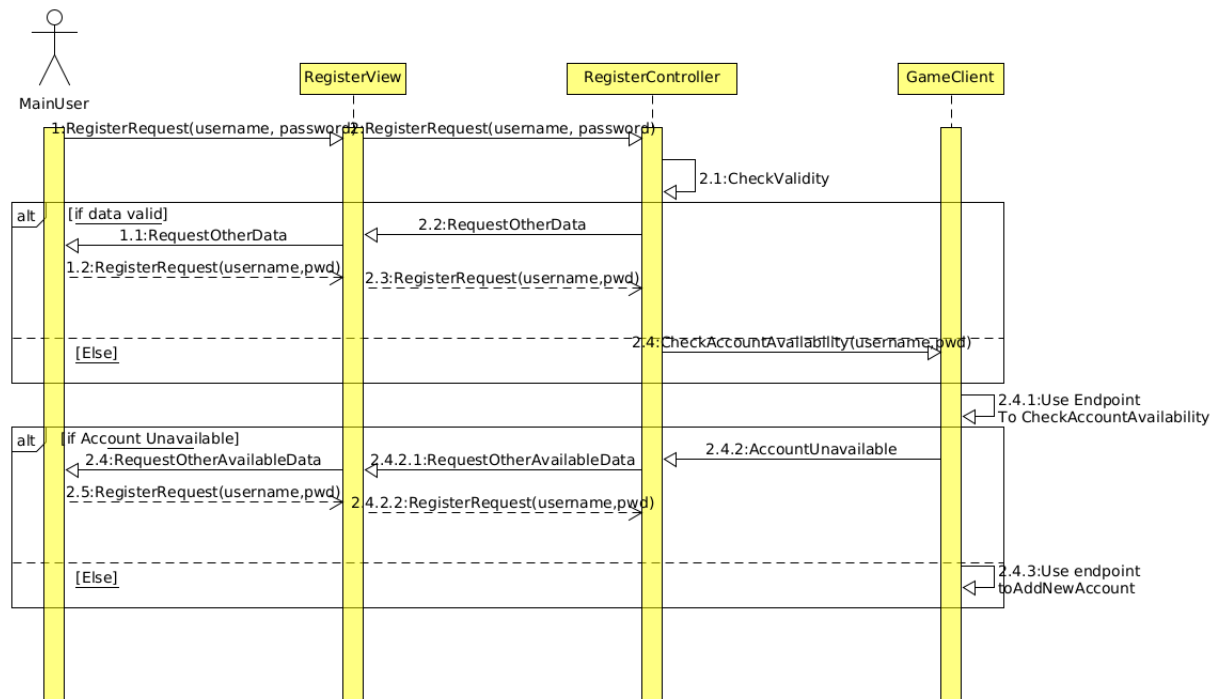 MainUser
RegisterView
RegisterController
GameClient
1:RegisterRequest(username, password)
2:RegisterRequest(username, password)
2.1:CheckValidity
alt
[if data valid]
2.2:RequestOtherData
1.1:RequestOtherData
1.2:RegisterRequest(username,pwd)
2.3:RegisterRequest(username,pwd)
2.4:CheckAccountAvailability(username,pwd)
[Else]
2.4.1:Use Endpoint
To CheckAccountAvailability
alt
[if Account Unavailable]
2.4.2:AccountUnavailable
2.4:RequestOtherAvailableData
2.4.2.1:RequestOtherAvailableData
2.5:RegisterRequest(username,pwd)
2.4.2.2:RegisterRequest(username,pwd)
[Else]
2.4.3:Use endpoint
toAddNewAccount